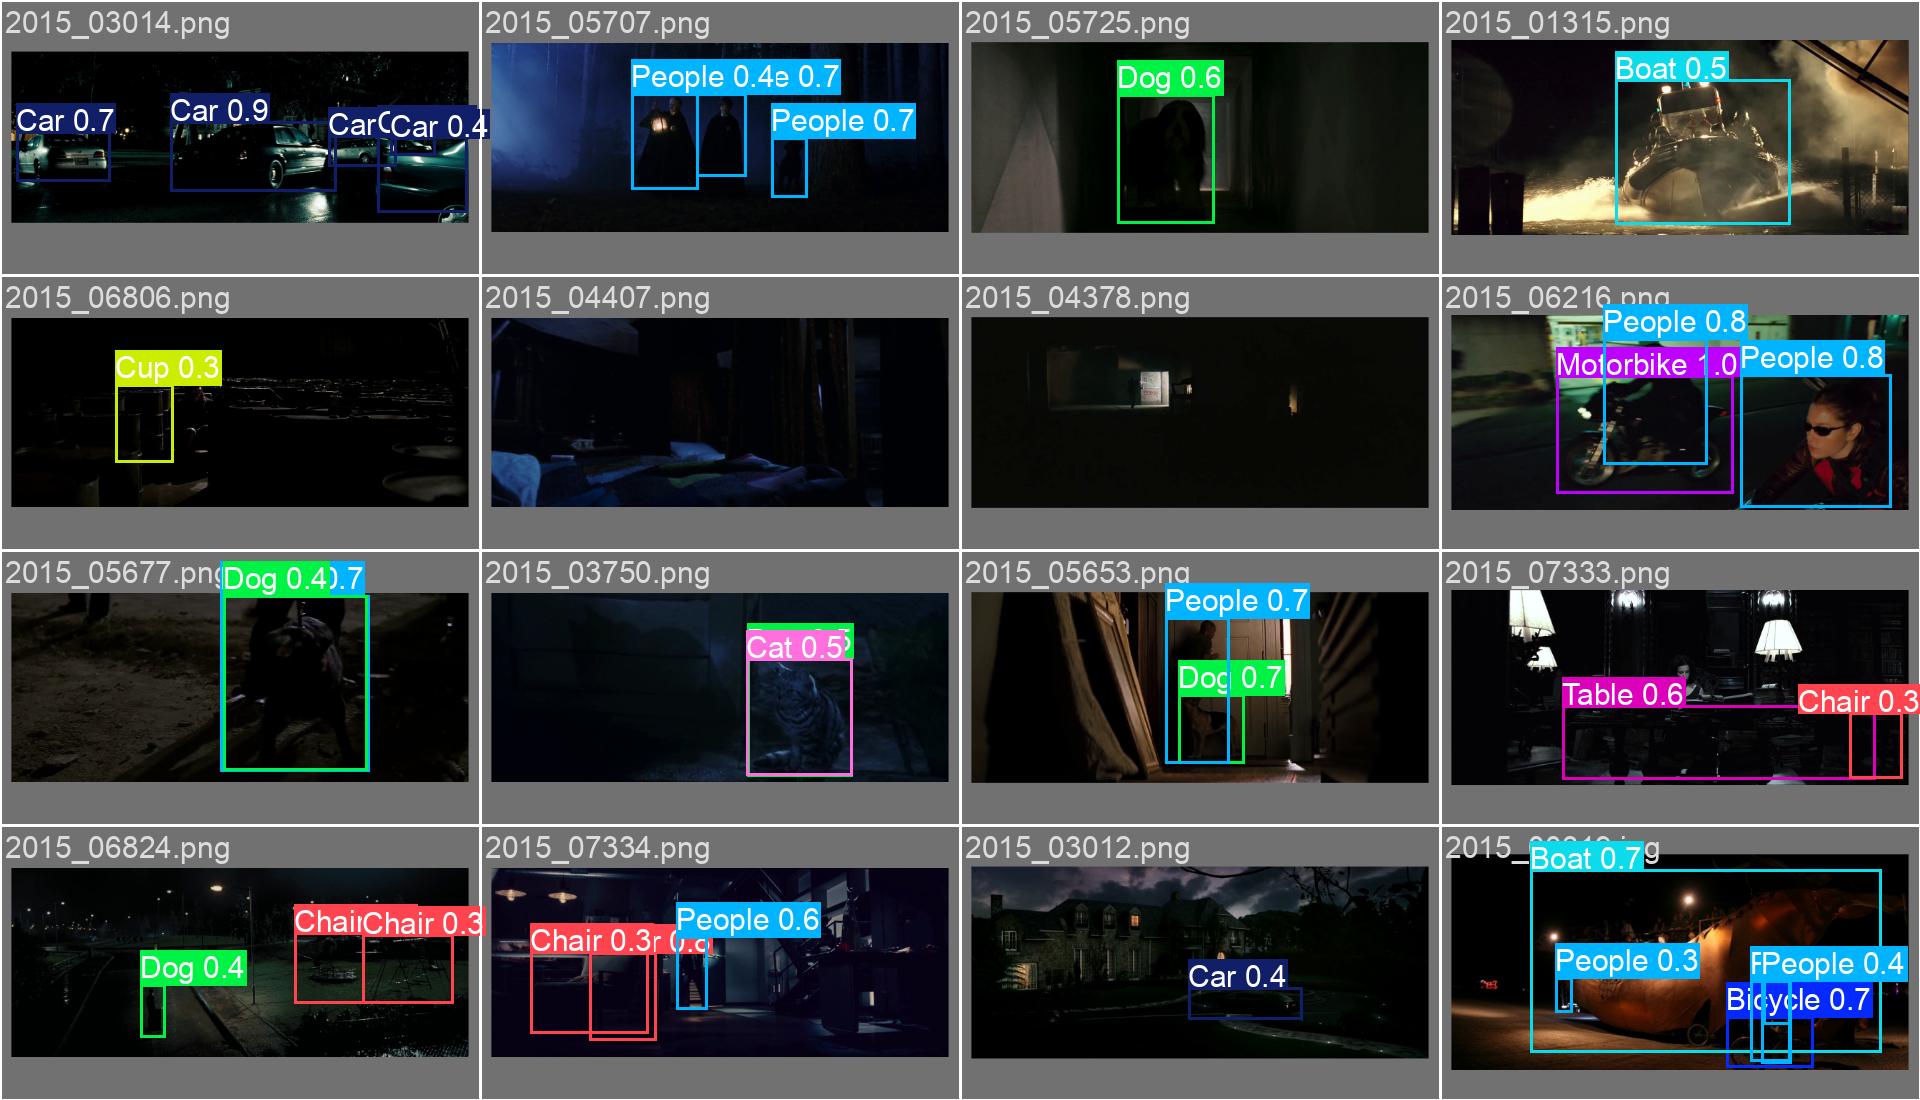 2015_03014.png
Car 0.7
Car 0.9
Car
Car 0.4
2015_05707.png
People 0.4
e 0.7
People 0.7
2015_05725.png
Dog 0.6
2015_01315.png
Boat 0.5
2015_06806.png
Cup 0.3
2015_04407.png
2015_04378.png
2015_06216.png
People 0.8
Motorbike 1.0
People 0.8
2015_05677.png
Dog 0.4
0.7
2015_03750.png
Cat 0.5
2015_05653.png
People 0.7
Dog 0.7
2015_07333.png
Table 0.6
Chair 0.3
2015_06824.png
Dog 0.4
Chair
Chair 0.3
2015_07334.png
Chair 0.3
People 0.6
2015_03012.png
Car 0.4
2015_
Boat 0.7
People 0.3
People 0.4
Bicycle 0.7